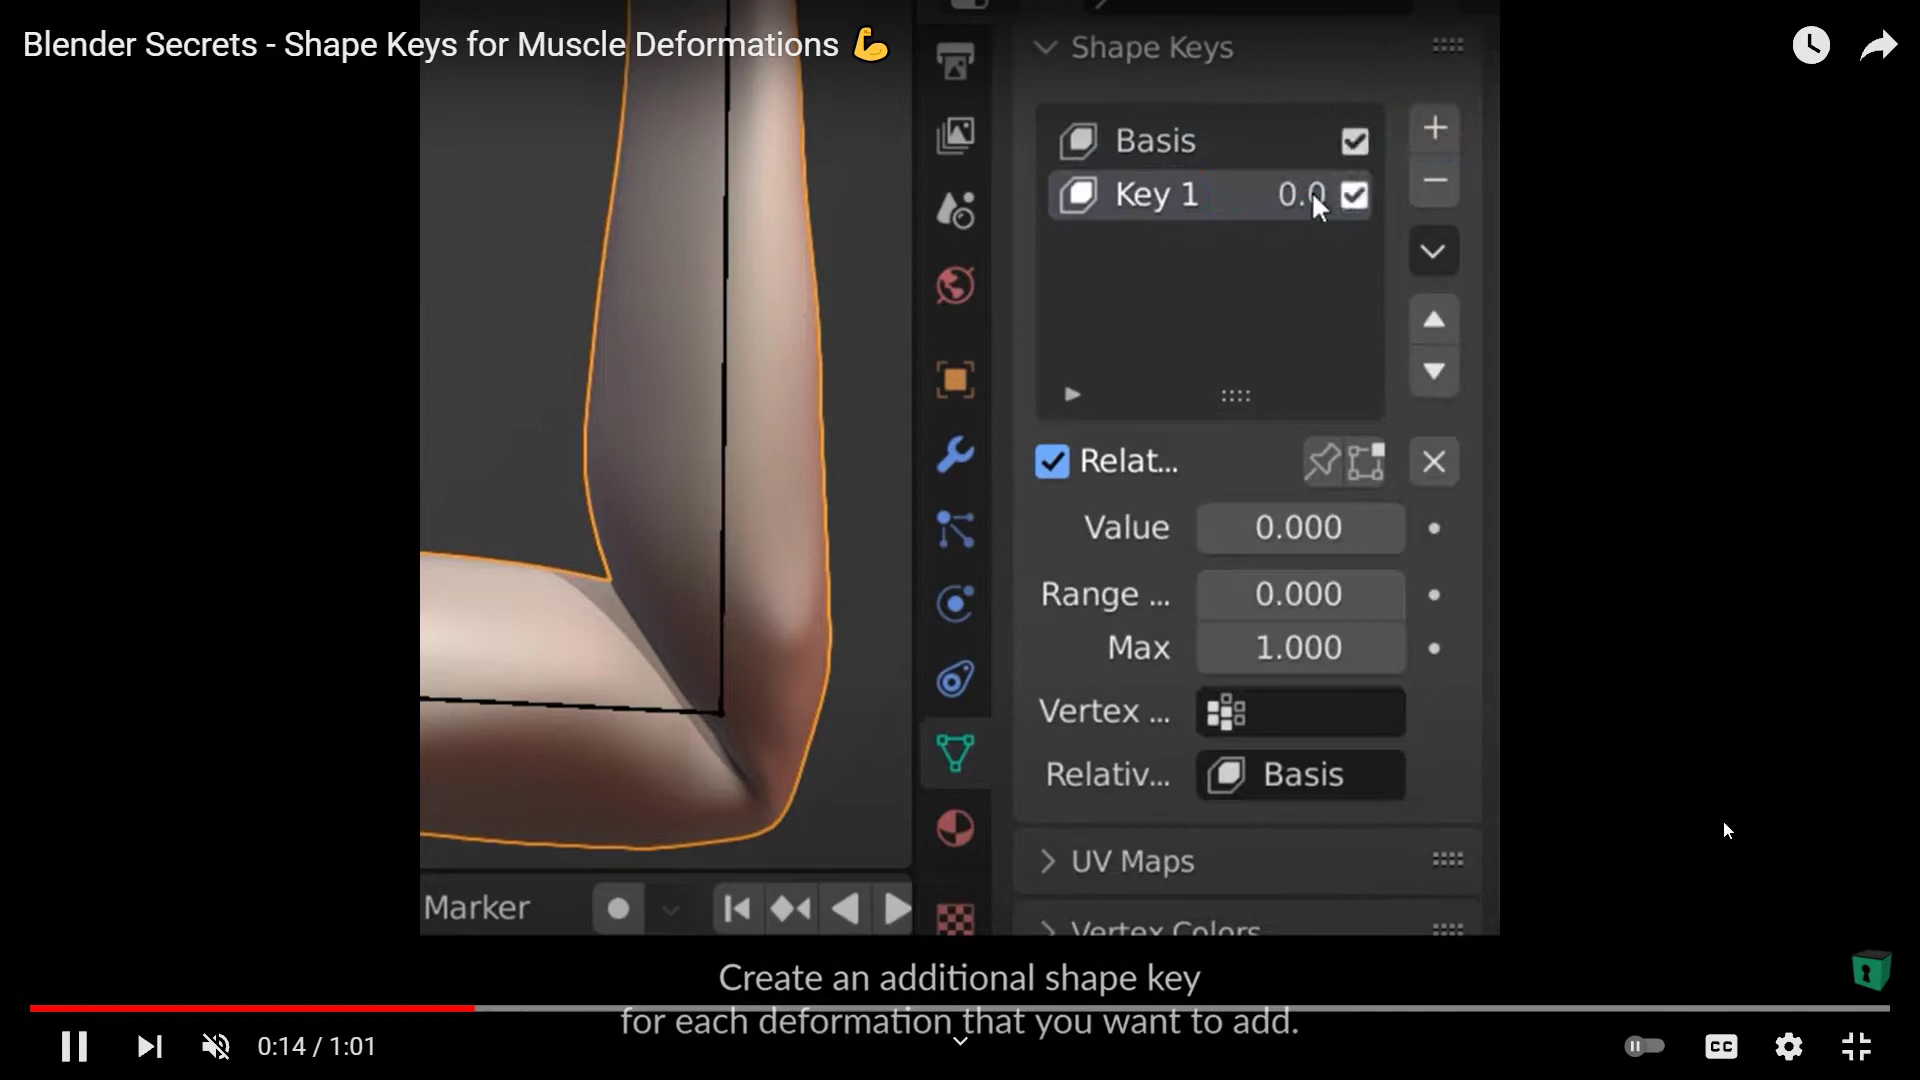 Blender Secrets - Shape Keys for Muscle Deformations 💪
Shape Keys
Basis
Key 1 0.0
Relat...
Value 0.000
Range ... 0.000
Max 1.000
Vertex ...
Relativ... Basis
UV Maps
Vertex Colors
Marker
Create an additional shape key
for each deformation that you want to add.
0:14 / 1:01
CC